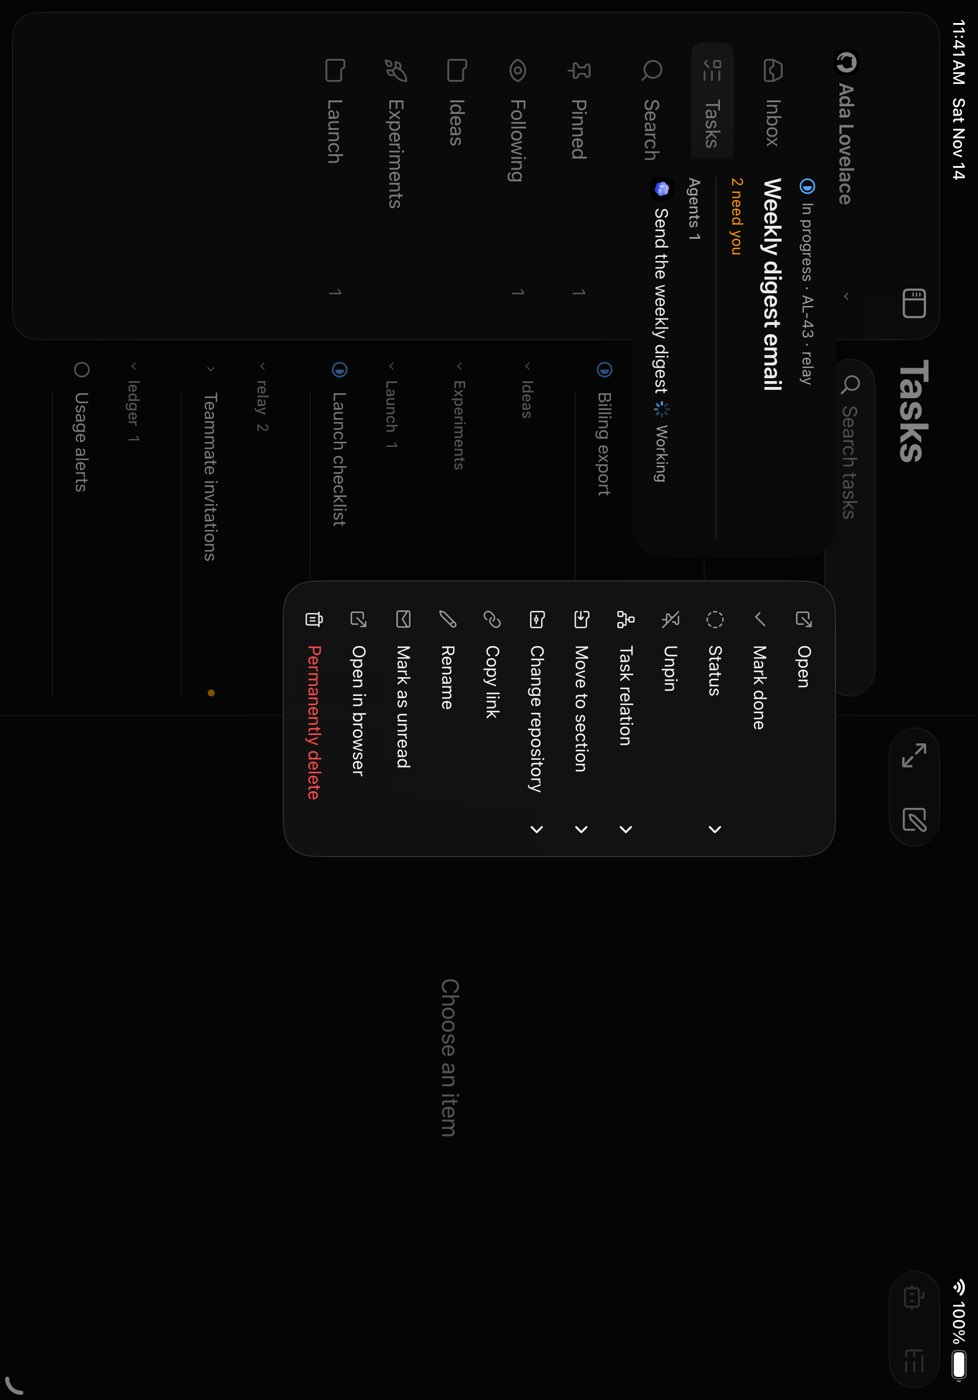 11:41 AM Sat Nov 14
100%
Tasks
Search tasks
Ada Lovelace
Inbox
Tasks
Search
Pinned 1
Following 1
Ideas
Experiments
Launch 1
In progress · AL-43 · relay
Weekly digest email
2 need you
Agents 1
Send the weekly digest Working
Billing export
Ideas
Experiments
Launch 1
Launch checklist
relay 2
Teammate invitations
ledger 1
Usage alerts
Open
Mark done
Status
Unpin
Task relation
Move to section
Change repository
Copy link
Rename
Mark as unread
Open in browser
Permanently delete
Choose an item